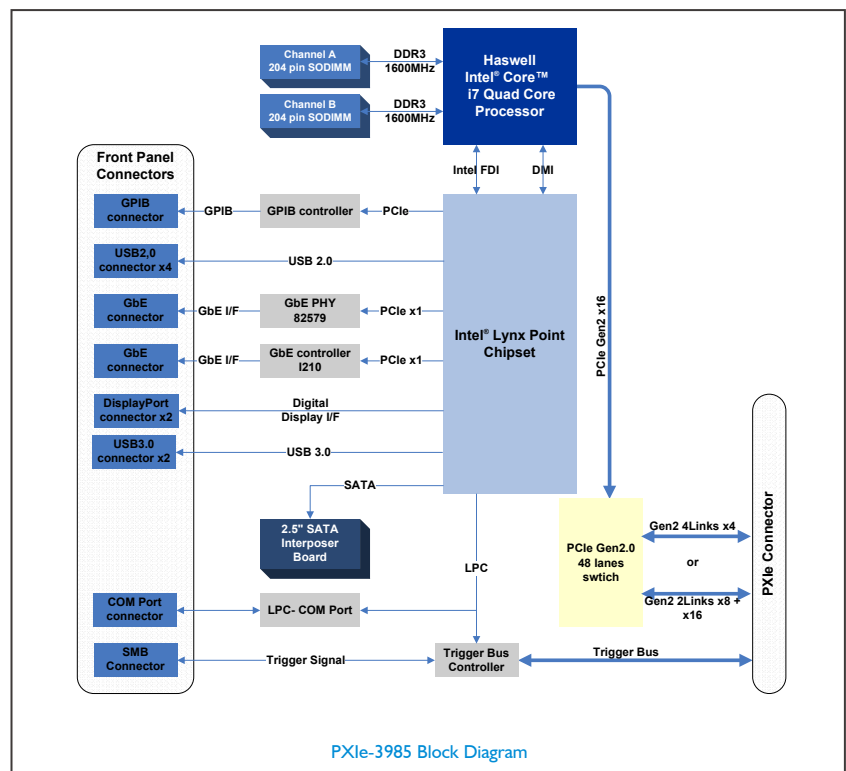 Channel A
204 pin SODIMM
DDR3
1600MHz
Channel B
204 pin SODIMM
DDR3
1600MHz
Haswell
Intel® Core™
i7 Quad Core
Processor
Intel FDI
DMI
PCIe Gen2 x16
Front Panel
Connectors
GPIB
connector
GPIB
GPIB controller
PCIe
USB2,0
connector x4
USB 2.0
GbE
connector
GbE I/F
GbE PHY
82579
PCIe x1
GbE
connector
GbE I/F
GbE controller
I210
PCIe x1
Intel® Lynx Point
Chipset
DisplayPort
connector x2
Digital
Display I/F
USB3.0
connector x2
USB 3.0
SATA
2.5" SATA
Interposer
Board
LPC
PCIe Gen2.0
48 lanes
swtich
Gen2 4Links x4
or
Gen2 2Links x8 +
x16
PXIe Connector
COM Port
connector
LPC- COM Port
SMB
Connector
Trigger Signal
Trigger Bus
Controller
Trigger Bus
PXIe-3985 Block Diagram